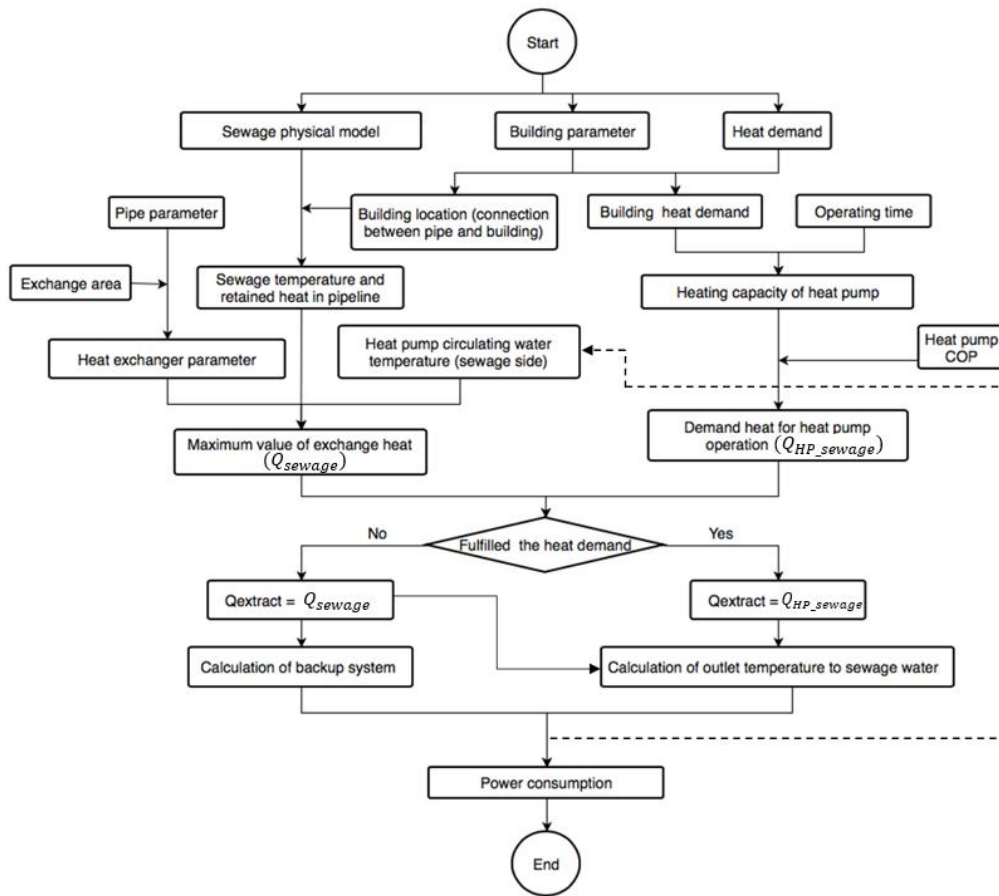 Start
Sewage physical model
Building parameter
Heat demand
Pipe parameter
Building location (connection
between pipe and building)
Building heat demand
Operating time
Exchange area
Sewage temperature and
retained heat in pipeline
Heating capacity of heat pump
Heat exchanger parameter
Heat pump circulating water
temperature (sewage side)
Heat pump
COP
Maximum value of exchange heat
(Q_sewage)
Demand heat for heat pump
operation (Q_HP_sewage)
No
Fulfilled the heat demand
Yes
Qextract = Q_sewage
Qextract = Q_HP_sewage
Calculation of backup system
Calculation of outlet temperature to sewage water
Power consumption
End